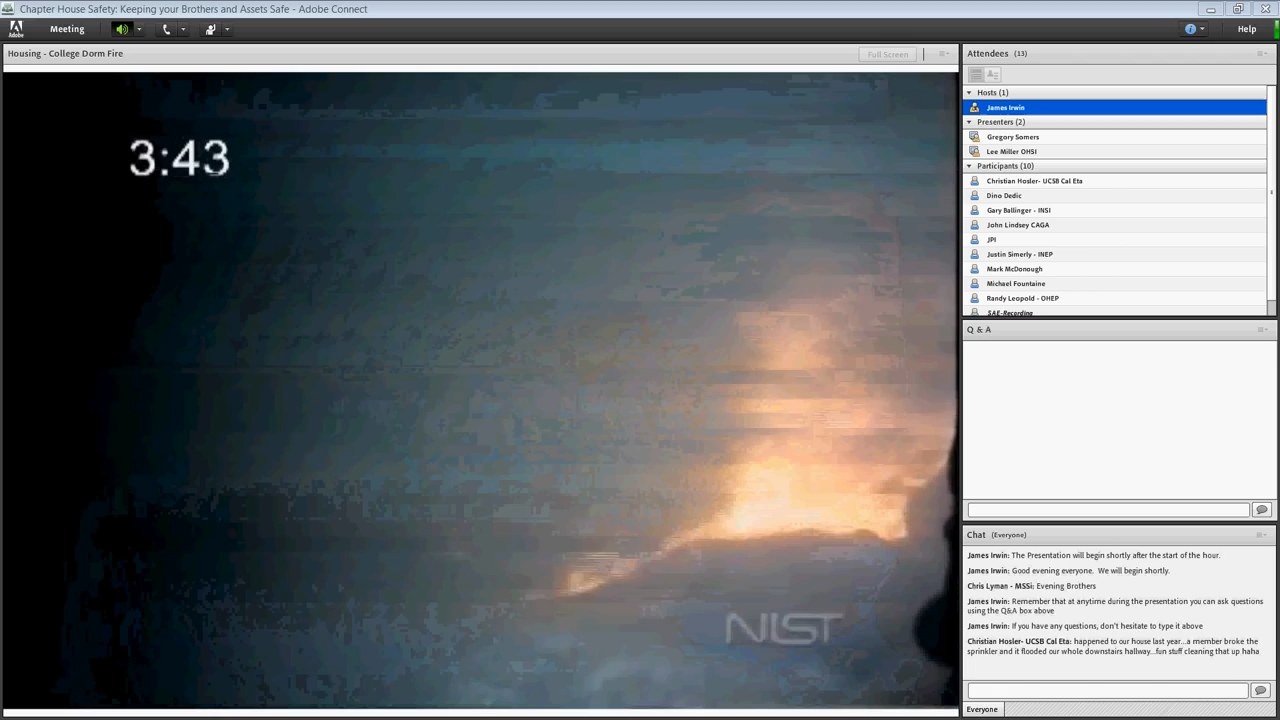 Chapter House Safety: Keeping your Brothers and Assets Safe - Adobe Connect
Adobe
Meeting
Help
Housing - College Dorm Fire
Full Screen
3:43
NIST
Attendees (13)
Hosts (1)
James Irwin
Presenters (2)
Gregory Somers
Lee Miller OHSI
Participants (10)
Christian Hosler- UCSB Cal Eta
Dino Dedic
Gary Ballinger - INSI
John Lindsey CAGA
JPI
Justin Simerly - INEP
Mark McDonough
Michael Fountaine
Randy Leopold - OHEP
SAE-Recording
Q & A
Chat (Everyone)
James Irwin: The Presentation will begin shortly after the start of the hour.
James Irwin: Good evening everyone. We will begin shortly.
Chris Lyman - MSSi: Evening Brothers
James Irwin: Remember that at anytime during the presentation you can ask questions
using the Q&A box above
James Irwin: If you have any questions, don't hesitate to type it above
Christian Hosler- UCSB Cal Eta: happened to our house last year...a member broke the
sprinkler and it flooded our whole downstairs hallway...fun stuff cleaning that up haha
Everyone